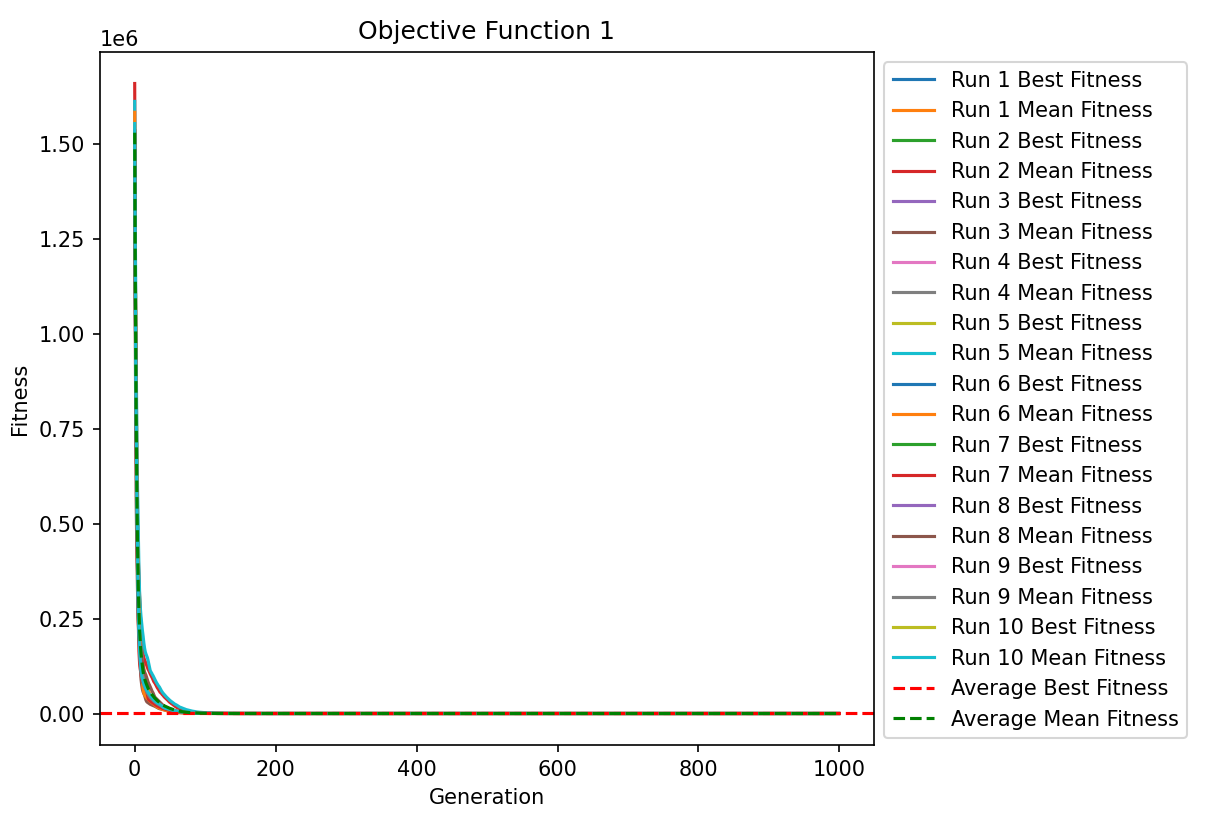 Objective Function 1
1e6
1.50
1.25
1.00
0.75
0.50
0.25
0.00
Fitness
0
200
400
600
800
1000
Generation
Run 1 Best Fitness
Run 1 Mean Fitness
Run 2 Best Fitness
Run 2 Mean Fitness
Run 3 Best Fitness
Run 3 Mean Fitness
Run 4 Best Fitness
Run 4 Mean Fitness
Run 5 Best Fitness
Run 5 Mean Fitness
Run 6 Best Fitness
Run 6 Mean Fitness
Run 7 Best Fitness
Run 7 Mean Fitness
Run 8 Best Fitness
Run 8 Mean Fitness
Run 9 Best Fitness
Run 9 Mean Fitness
Run 10 Best Fitness
Run 10 Mean Fitness
Average Best Fitness
Average Mean Fitness